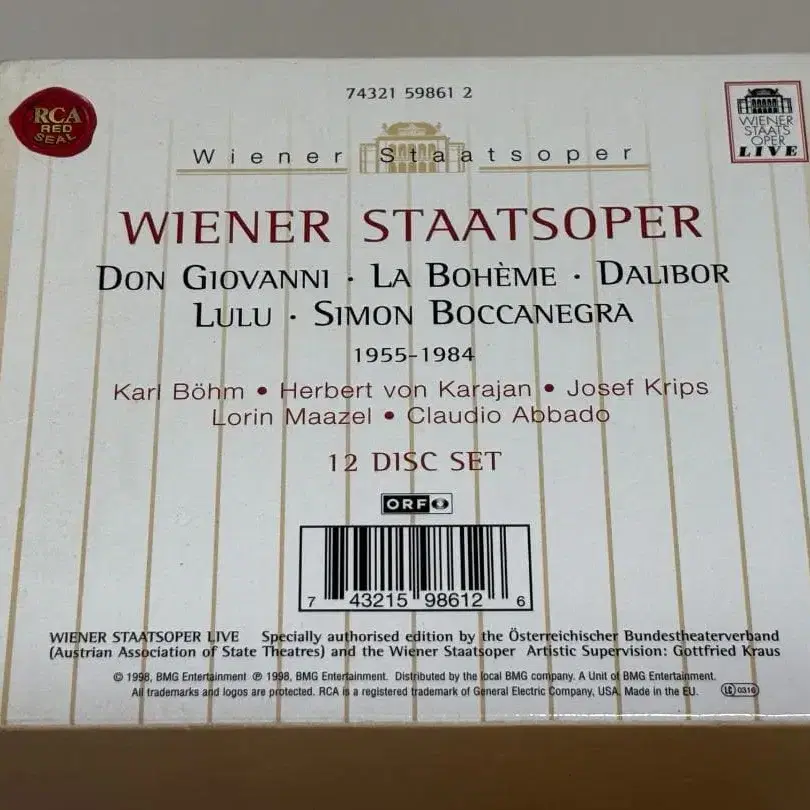 74321 59861 2
RCA
RED
SEAL
WIENER
STAATS
OPER
LIVE
Wiener Staatsoper
WIENER STAATSOPER
DON GIOVANNI · LA BOHÈME · DALIBOR
LULU · SIMON BOCCANEGRA
1955-1984
Karl Böhm • Herbert von Karajan • Josef Krips
Lorin Maazel • Claudio Abbado
12 DISC SET
ORF
7 43215 98612 6
WIENER STAATSOPER LIVE Specially authorised edition by the Österreichischer Bundestheaterverband
(Austrian Association of State Theatres) and the Wiener Staatsoper Artistic Supervision: Gottfried Kraus
© 1998, BMG Entertainment ℗ 1998, BMG Entertainment. Distributed by the local BMG company. A Unit of BMG Entertainment.
All trademarks and logos are protected. RCA is a registered trademark of General Electric Company, USA. Made in the EU. LC 0316